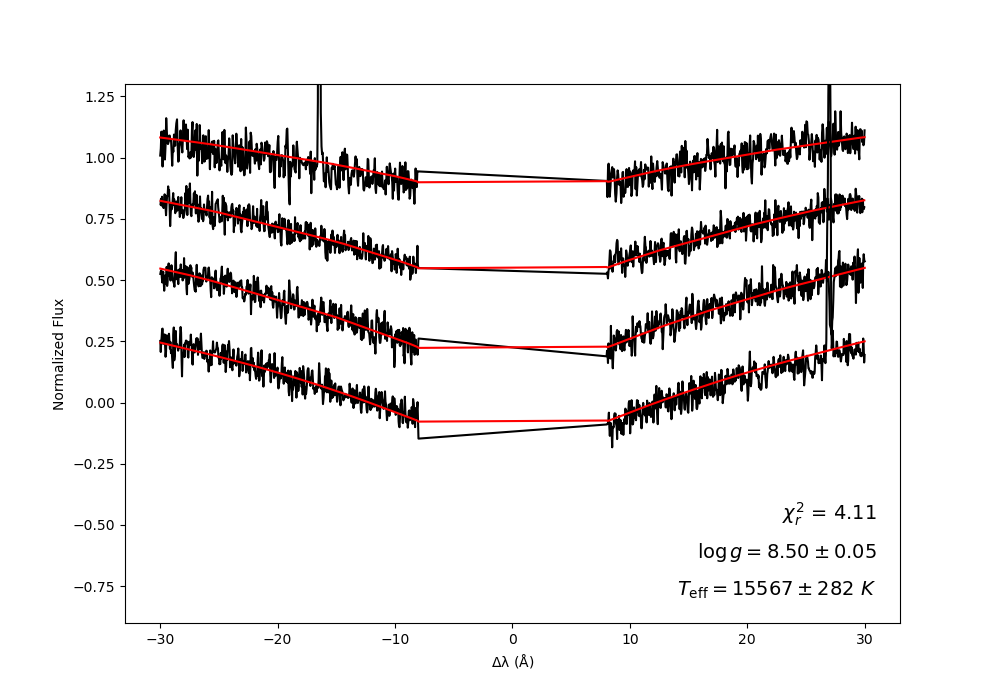 1.25
1.00
0.75
0.50
0.25
0.00
−0.25
−0.50
−0.75
Normalized Flux
χ²ᵣ = 4.11
log g = 8.50 ± 0.05
T_eff = 15567 ± 282 K
−30 −20 −10 0 10 20 30
Δλ (Å)